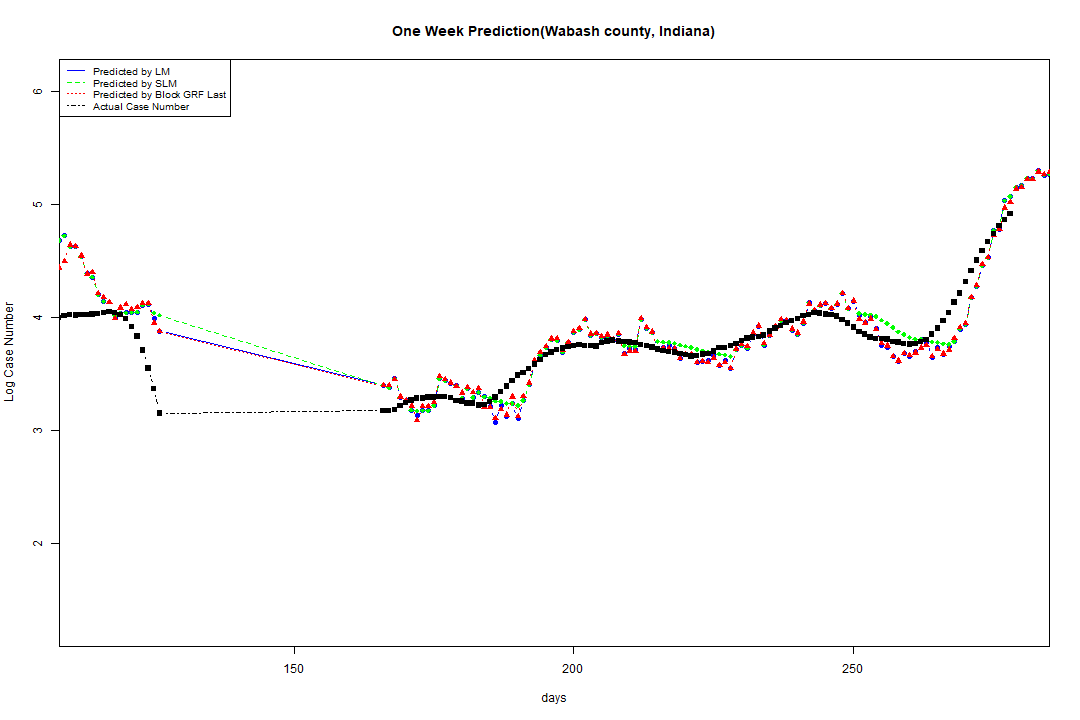 One Week Prediction(Wabash county, Indiana)
Predicted by LM
Predicted by SLM
Predicted by Block GRF Last
Actual Case Number
6
5
4
3
2
Log Case Number
150
200
250
days